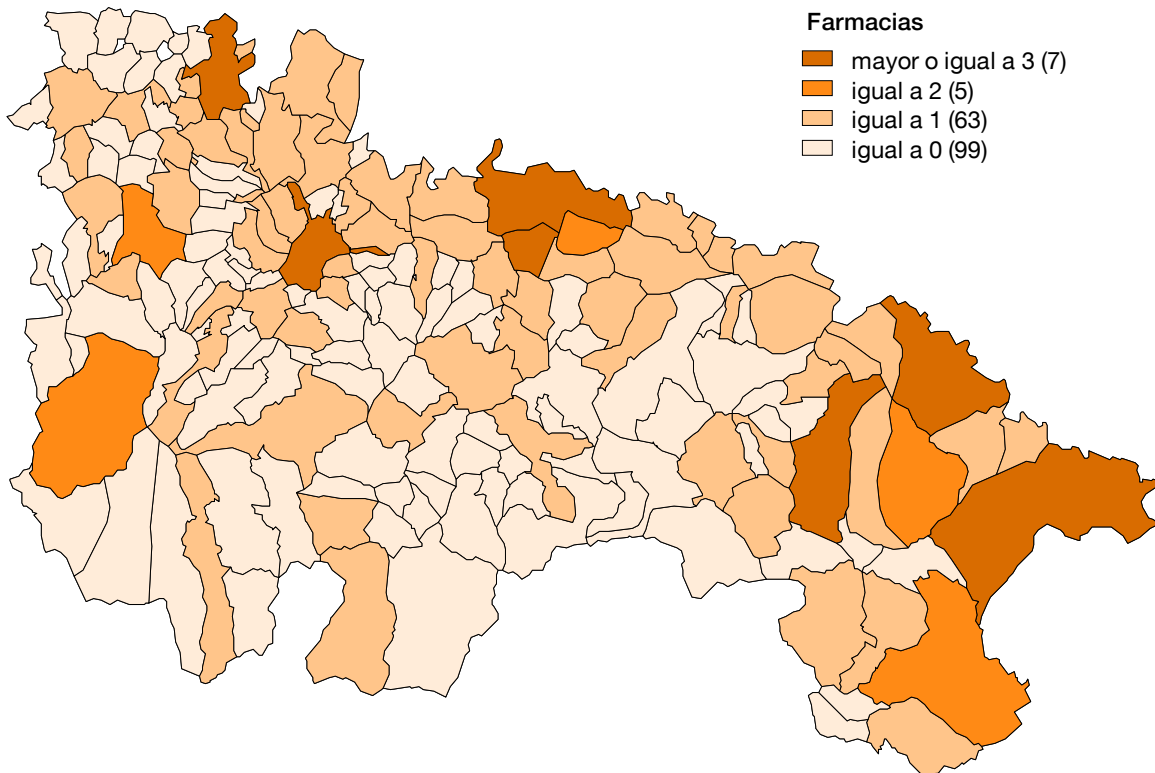 Farmacias
mayor o igual a 3 (7)
igual a 2 (5)
igual a 1 (63)
igual a 0 (99)